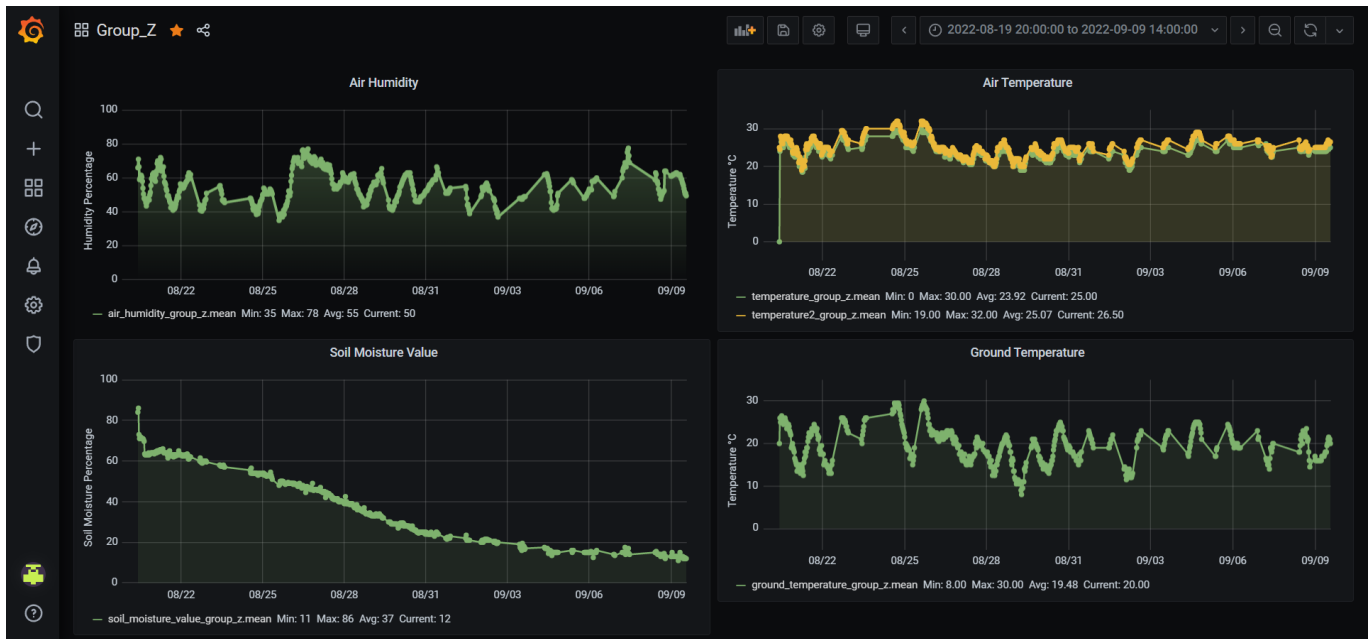 Group_Z
2022-08-19 20:00:00 to 2022-09-09 14:00:00
Air Humidity
Humidity Percentage
100
80
60
40
20
0
08/22 08/25 08/28 08/31 09/03 09/06 09/09
air_humidity_group_z.mean Min: 35 Max: 78 Avg: 55 Current: 50
Air Temperature
Temperature °C
30
20
10
0
08/22 08/25 08/28 08/31 09/03 09/06 09/09
temperature_group_z.mean Min: 0 Max: 30.00 Avg: 23.92 Current: 25.00
temperature2_group_z.mean Min: 19.00 Max: 32.00 Avg: 25.07 Current: 26.50
Soil Moisture Value
Soil Moisture Percentage
100
80
60
40
20
0
08/22 08/25 08/28 08/31 09/03 09/06 09/09
soil_moisture_value_group_z.mean Min: 11 Max: 86 Avg: 37 Current: 12
Ground Temperature
Temperature °C
30
20
10
0
08/22 08/25 08/28 08/31 09/03 09/06 09/09
ground_temperature_group_z.mean Min: 8.00 Max: 30.00 Avg: 19.48 Current: 20.00